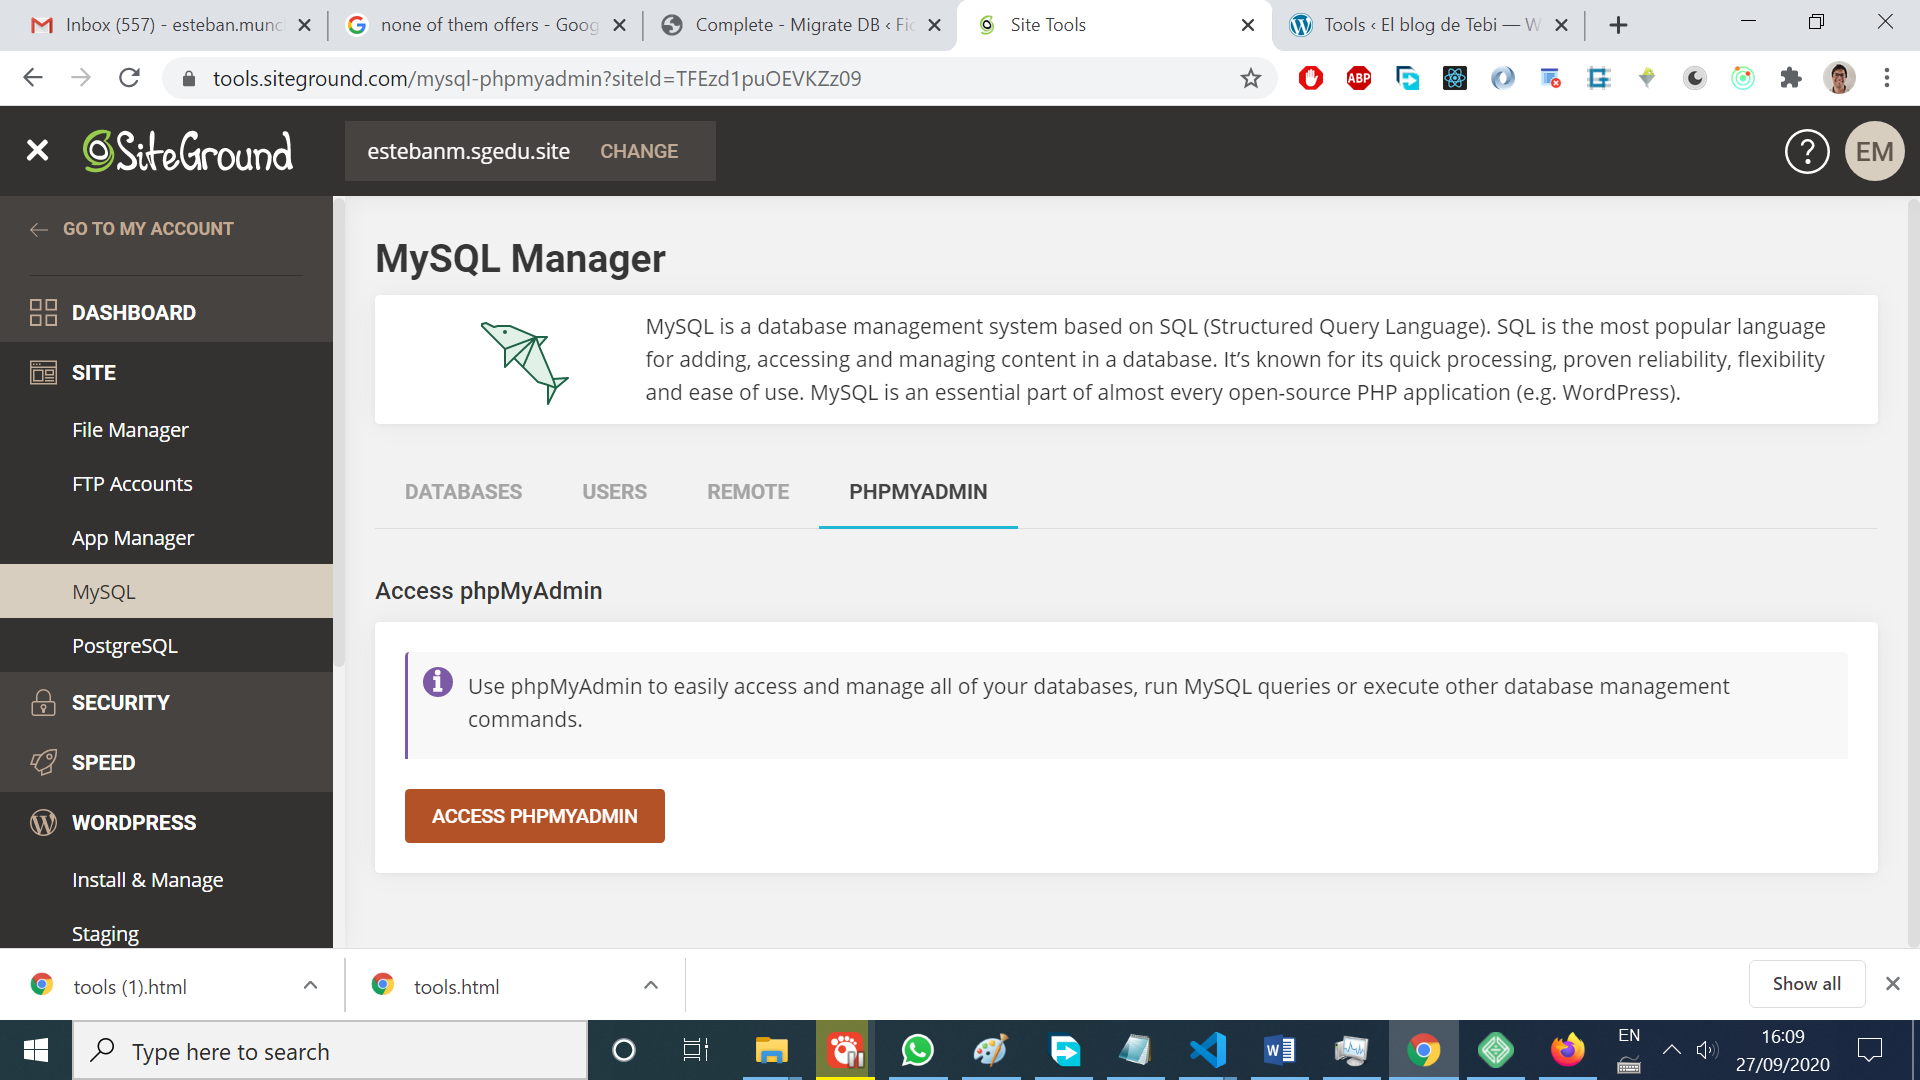 Inbox (557) - esteban.munc
none of them offers - Goog
Complete - Migrate DB ‹ Fic
Site Tools
Tools ‹ El blog de Tebi — W
tools.siteground.com/mysql-phpmyadmin?siteId=TFEzd1puOEVKZz09
ABP
SiteGround
estebanm.sgedu.site CHANGE
?
EM
GO TO MY ACCOUNT
DASHBOARD
SITE
File Manager
FTP Accounts
App Manager
MySQL
PostgreSQL
SECURITY
SPEED
WORDPRESS
Install & Manage
Staging
MySQL Manager
MySQL is a database management system based on SQL (Structured Query Language). SQL is the most popular language
for adding, accessing and managing content in a database. It’s known for its quick processing, proven reliability, flexibility
and ease of use. MySQL is an essential part of almost every open-source PHP application (e.g. WordPress).
DATABASES USERS REMOTE PHPMYADMIN
Access phpMyAdmin
Use phpMyAdmin to easily access and manage all of your databases, run MySQL queries or execute other database management
commands.
ACCESS PHPMYADMIN
tools (1).html
tools.html
Show all
Type here to search
EN
16:09
27/09/2020